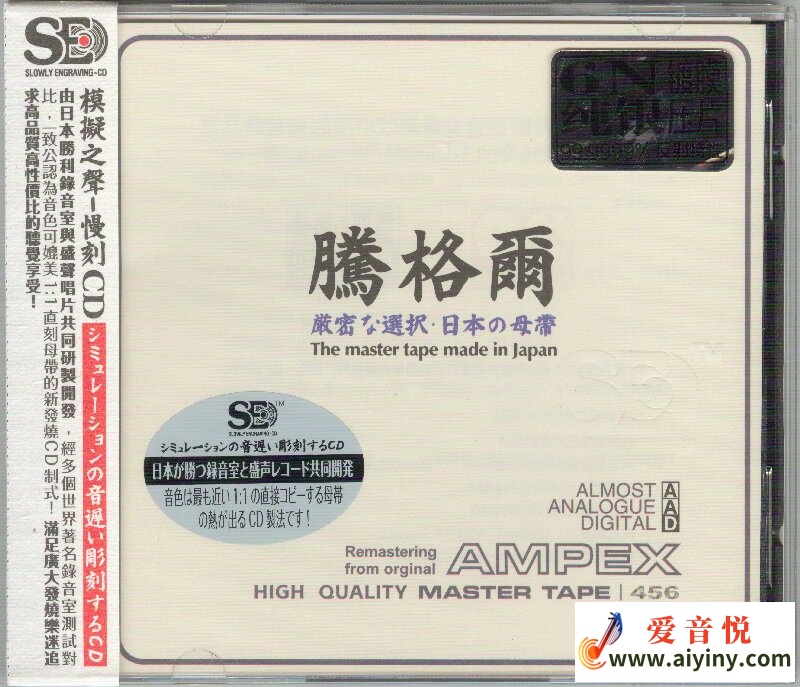 SED
SLOWLY ENGRAVING-CD
模擬之聲-慢刻CD
シミュレーションの音遅い彫刻するCD
由日本勝利錄音室與盛聲唱片共同研製開發，經多個世界著名錄音室測試對
比，一致公認為音色可媲美1:1直刻母帶的新發燒CD制式！滿足廣大發燒樂迷追
求高品質高性價比的聽覺享受！
6N
纯银 压片
騰格爾
厳密な選択·日本の母帶
The master tape made in Japan
SED™
SLOWLY ENGRAVING-CD
シミュレーションの音遅い彫刻するCD
日本が勝つ録音室と盛声レコード共同開発
音色は最も近い1:1の直接コピーする母帯
の熱が出るCD製法です！
ALMOST A
ANALOGUE A
DIGITAL D
Remastering
from orginal AMPEX
HIGH QUALITY MASTER TAPE | 456
爱音悦
www.aiyiny.com